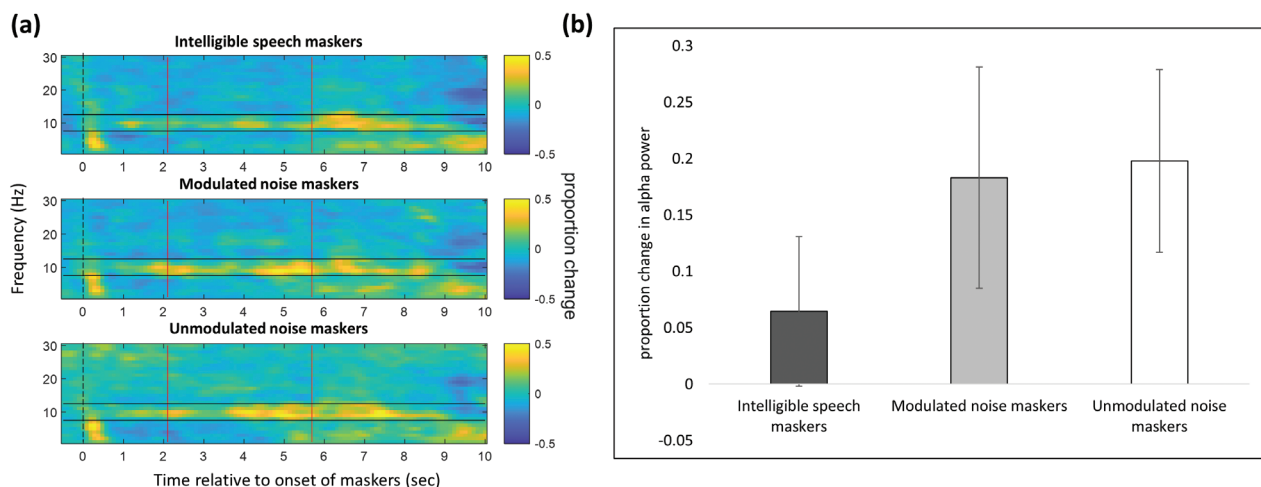 (a)
Intelligible speech maskers
30
20
10
0 1 2 3 4 5 6 7 8 9 10
0.5
0
-0.5
Modulated noise maskers
30
20
10
0 1 2 3 4 5 6 7 8 9 10
0.5
0
-0.5
Unmodulated noise maskers
30
20
10
0 1 2 3 4 5 6 7 8 9 10
0.5
0
-0.5
Frequency (Hz)
proportion change
Time relative to onset of maskers (sec)
(b)
0.3
0.25
0.2
0.15
0.1
0.05
0
-0.05
proportion change in alpha power
Intelligible speech
maskers
Modulated noise maskers
Unmodulated noise
maskers